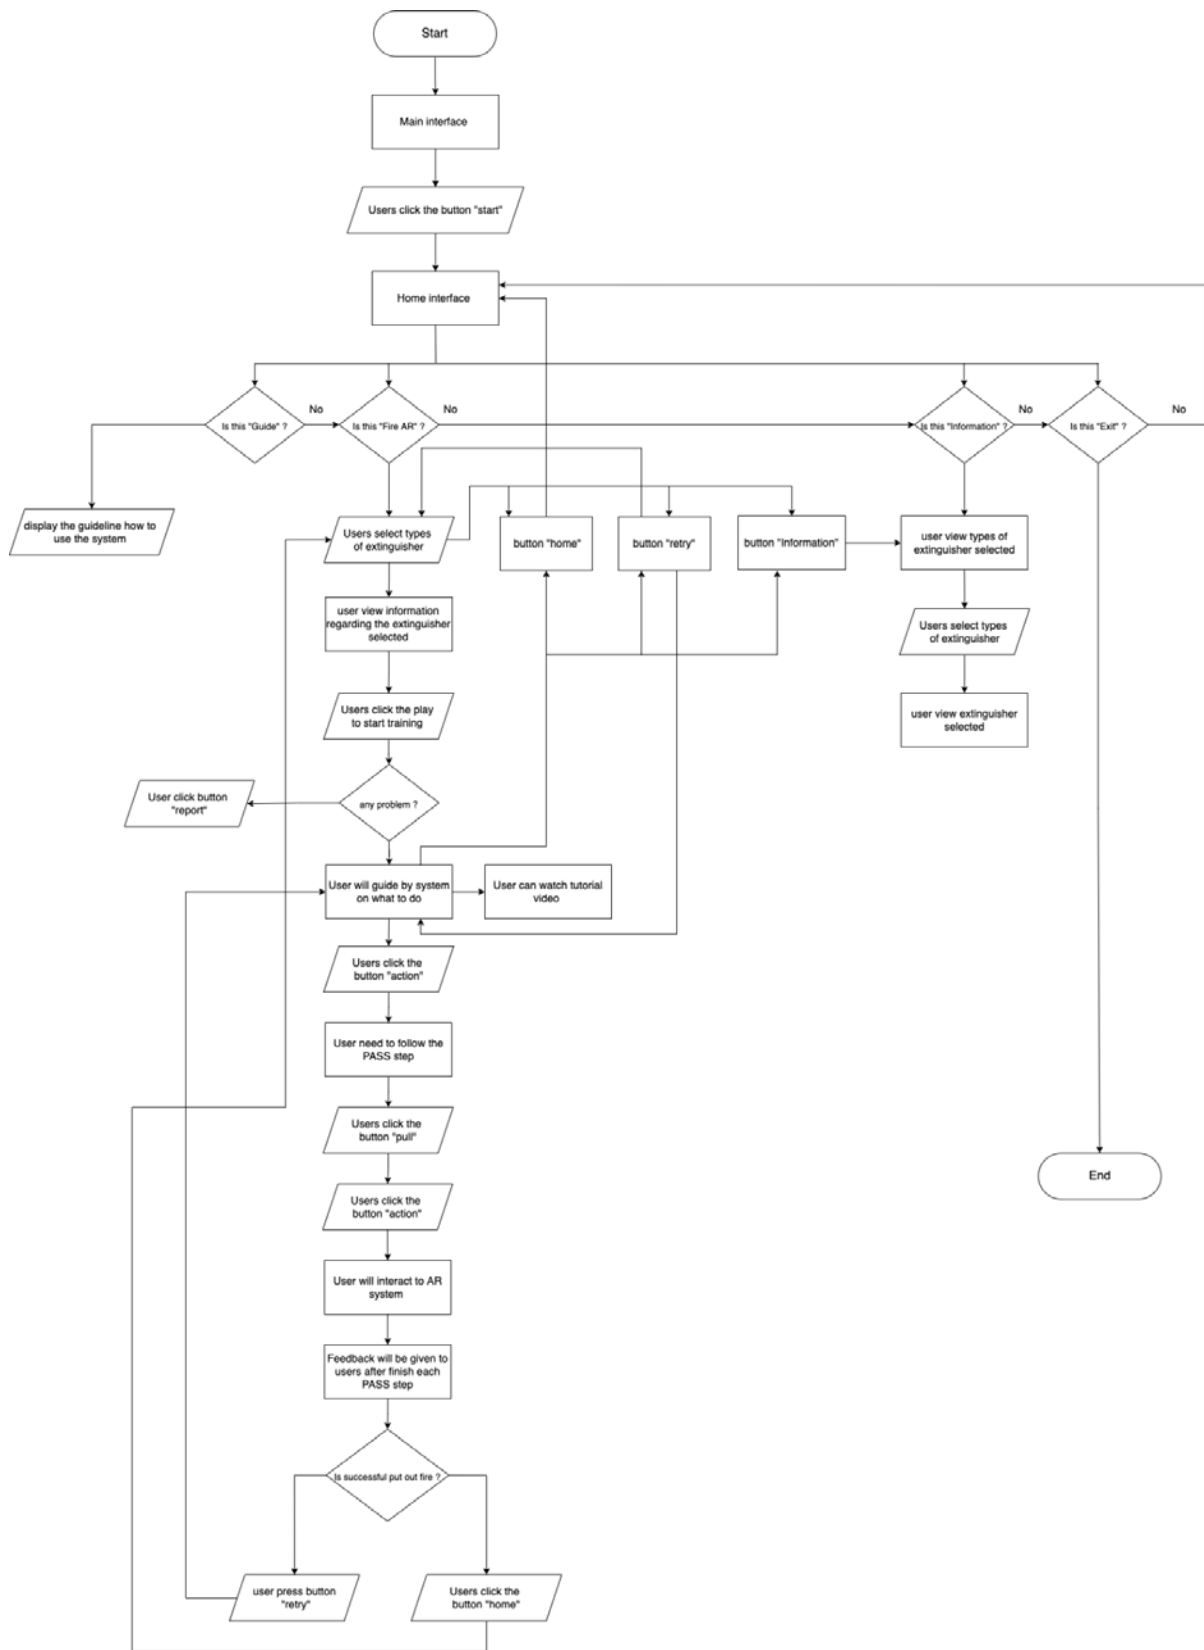 Start
Main interface
Users click the button "start"
Home interface
Is this "Guide" ?
No
Is this "Fire AR" ?
No
Is this "Information" ?
No
Is this "Exit" ?
No
display the guideline how to
use the system
Users select types
of extinguisher
button "home"
button "retry"
button "Information"
user view types of
extinguisher selected
user view information
regarding the extinguisher
selected
Users select types
of extinguisher
Users click the play
to start training
user view extinguisher
selected
any problem ?
User click button
"report"
User will guide by system
on what to do
User can watch tutorial
video
Users click the
button "action"
User need to follow the
PASS step
Users click the
button "pull"
Users click the
button "action"
End
User will interact to AR
system
Feedback will be given to
users after finish each
PASS step
Is successful put out fire ?
user press button
"retry"
Users click the
button "home"